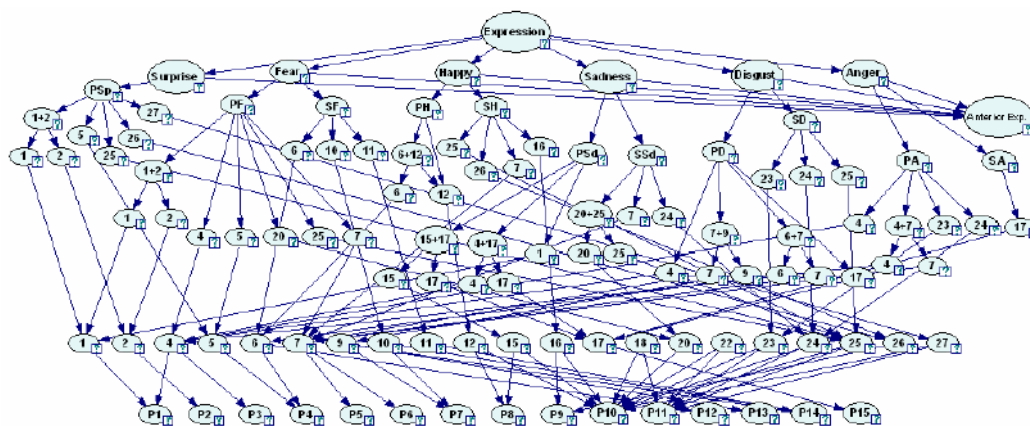 Expression
Surprise Fear Happy Sadness Disgust Anger
PSp PF SF PH SH SD Anterior Exp.
1+2 27 PSd SSd PD PA SA
5 26 6 10 11 6+12 25 26 7 16 23 24 25
1 2 25 1+2 6 12 20+25 7 24 4 4+7 23 24 17
1 2 4 5 20 25 7 15+17 4+17 1 20 25 7+9 6+7 4 7
15 17 4 17 4 7 9 6 7 17
1 2 4 5 6 7 9 10 11 12 15 16 17 18 20 22 23 24 25 26 27
P1 P2 P3 P4 P5 P6 P7 P8 P9 P10 P11 P12 P13 P14 P15